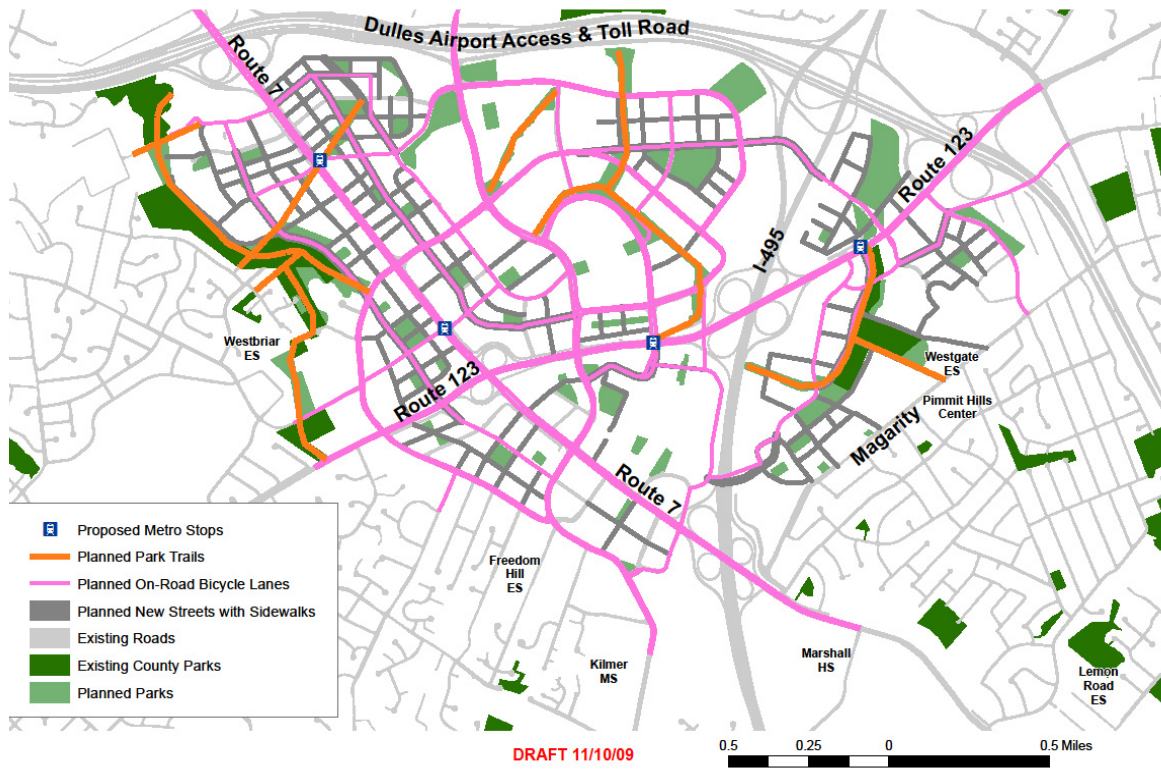 Dulles Airport Access & Toll Road
Route 7
Route 123
I-495
Westbriar
ES
Westgate
ES
Route 123
Pimmit Hills
Center
Magarity
Route 7
Proposed Metro Stops
Planned Park Trails
Planned On-Road Bicycle Lanes
Planned New Streets with Sidewalks
Existing Roads
Existing County Parks
Planned Parks
Freedom
Hill
ES
Kilmer
MS
Marshall
HS
Lemon
Road
ES
DRAFT 11/10/09
0.5 0.25 0 0.5 Miles